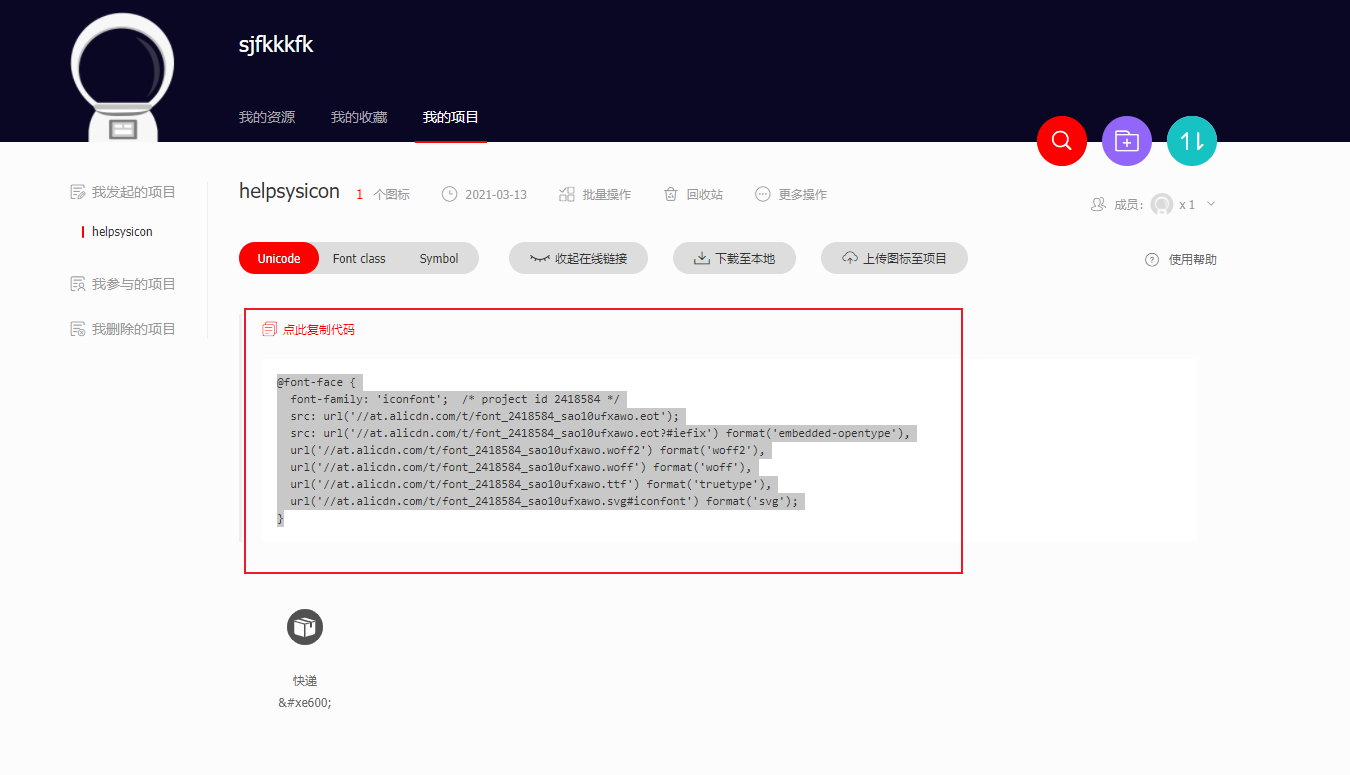 sjfkkkfk
我的资源 我的收藏 我的项目
我发起的项目
helpsysicon
我参与的项目
我删除的项目
helpsysicon 1 个图标 2021-03-13 批量操作 回收站 更多操作
成员: x 1
Unicode Font class Symbol 收起在线链接 下载至本地 上传图标至项目 使用帮助
点此复制代码
@font-face {
  font-family: 'iconfont';  /* project id 2418584 */
  src: url('//at.alicdn.com/t/font_2418584_sao10ufxawo.eot');
  src: url('//at.alicdn.com/t/font_2418584_sao10ufxawo.eot?#iefix') format('embedded-opentype'),
  url('//at.alicdn.com/t/font_2418584_sao10ufxawo.woff2') format('woff2'),
  url('//at.alicdn.com/t/font_2418584_sao10ufxawo.woff') format('woff'),
  url('//at.alicdn.com/t/font_2418584_sao10ufxawo.ttf') format('truetype'),
  url('//at.alicdn.com/t/font_2418584_sao10ufxawo.svg#iconfont') format('svg');
}
快递
&#xe600;